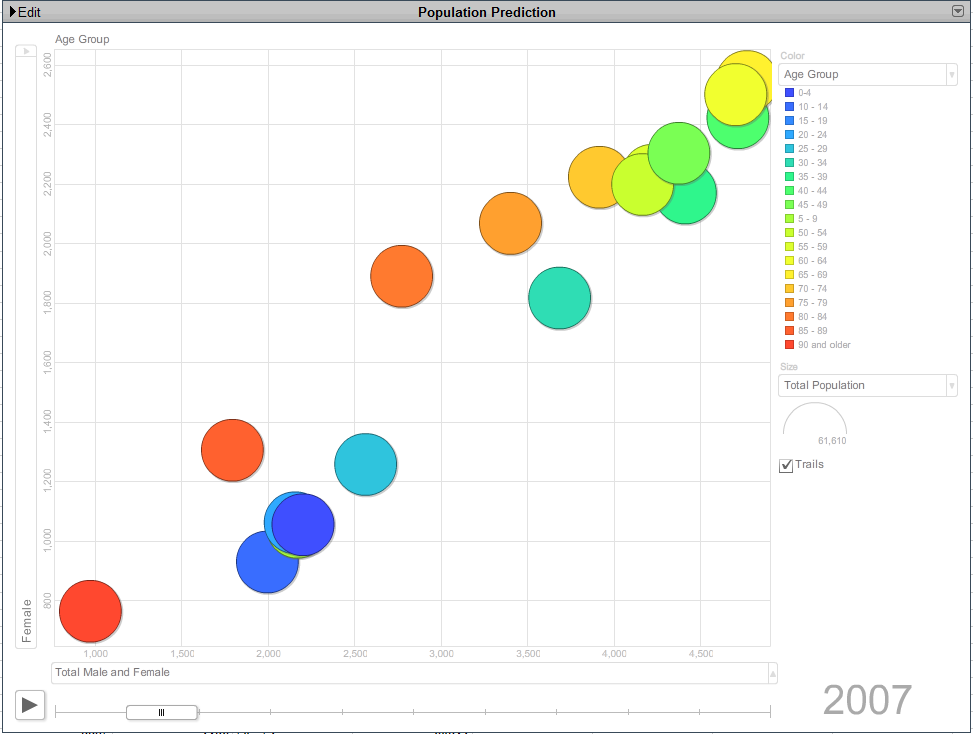 Edit
Population Prediction
Age Group
2,600
2,400
2,200
2,000
1,800
1,600
1,400
1,200
1,000
800
Female
1,000
1,500
2,000
2,500
3,000
3,500
4,000
4,500
Total Male and Female
Color
Age Group
0-4
10 - 14
15 - 19
20 - 24
25 - 29
30 - 34
35 - 39
40 - 44
45 - 49
5 - 9
50 - 54
55 - 59
60 - 64
65 - 69
70 - 74
75 - 79
80 - 84
85 - 89
90 and older
Size
Total Population
61,610
Trails
2007